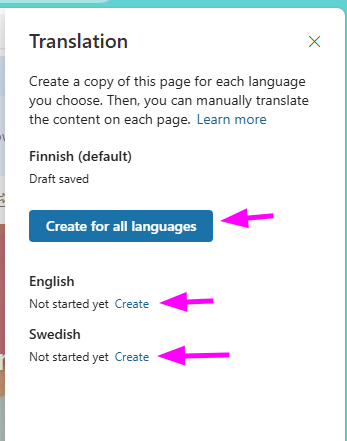 Translation
Create a copy of this page for each language
you choose. Then, you can manually translate
the content on each page. Learn more
Finnish (default)
Draft saved
Create for all languages
English
Not started yet Create
Swedish
Not started yet Create